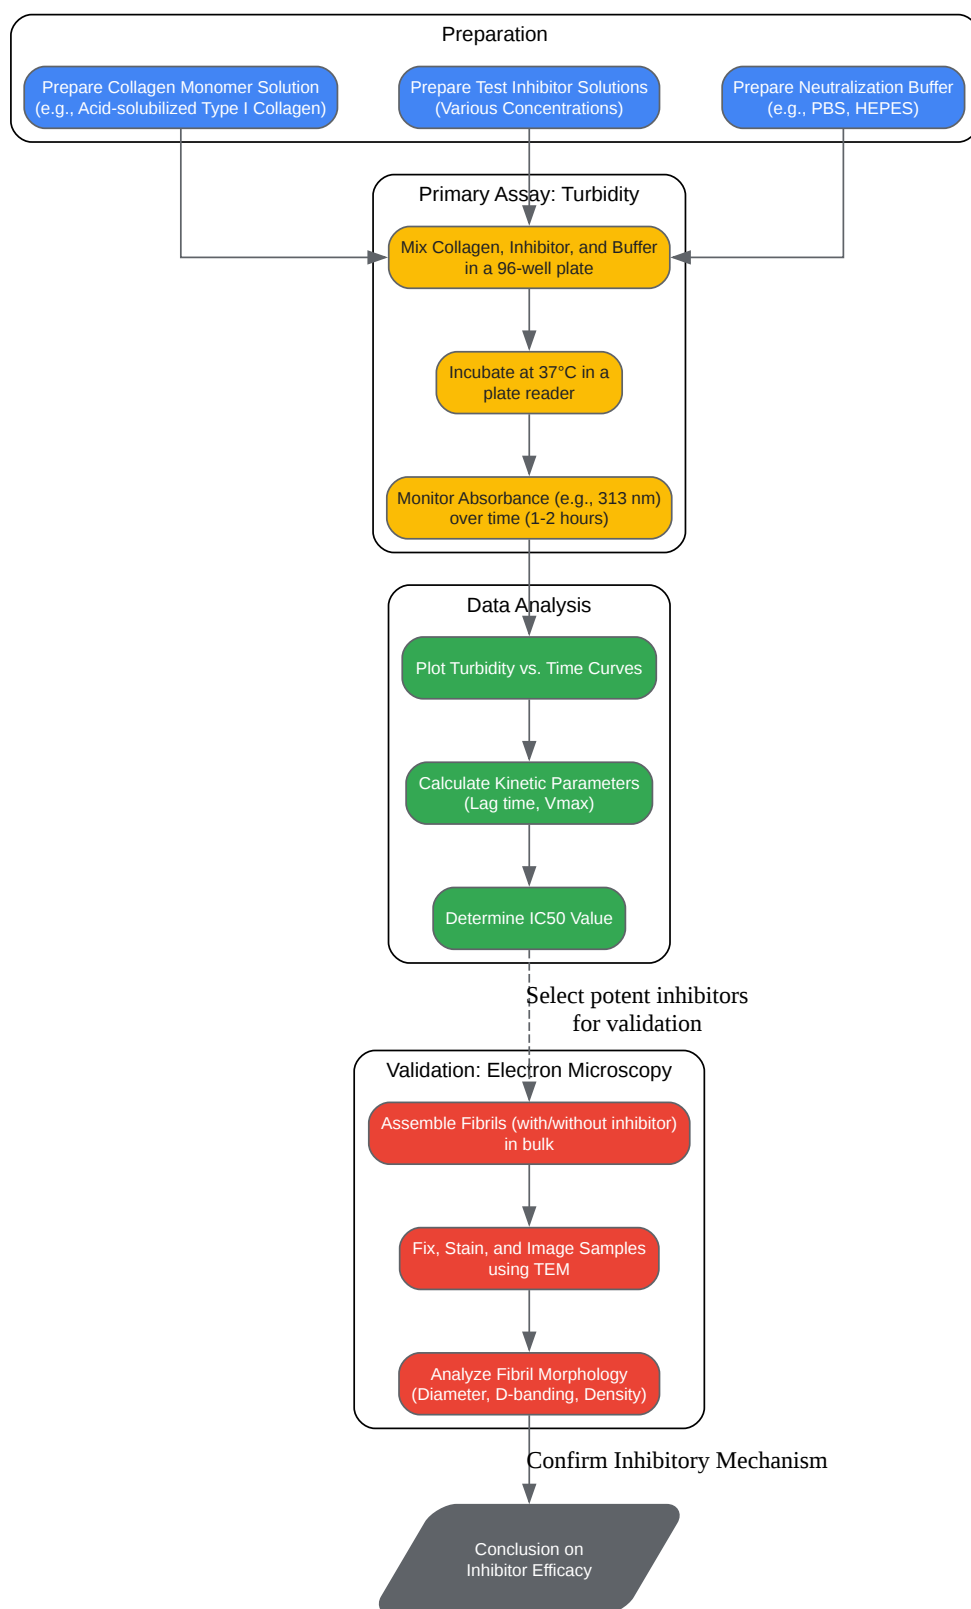 Preparation
Prepare Collagen Monomer Solution
(e.g., Acid-solubilized Type I Collagen)
Prepare Test Inhibitor Solutions
(Various Concentrations)
Prepare Neutralization Buffer
(e.g., PBS, HEPES)
Primary Assay: Turbidity
Mix Collagen, Inhibitor, and Buffer
in a 96-well plate
Incubate at 37°C in a
plate reader
Monitor Absorbance (e.g., 313 nm)
over time (1-2 hours)
Data Analysis
Plot Turbidity vs. Time Curves
Calculate Kinetic Parameters
(Lag time, Vmax)
Determine IC50 Value
Select potent inhibitors
for validation
Validation: Electron Microscopy
Assemble Fibrils (with/without inhibitor)
in bulk
Fix, Stain, and Image Samples
using TEM
Analyze Fibril Morphology
(Diameter, D-banding, Density)
Confirm Inhibitory Mechanism
Conclusion on
Inhibitor Efficacy